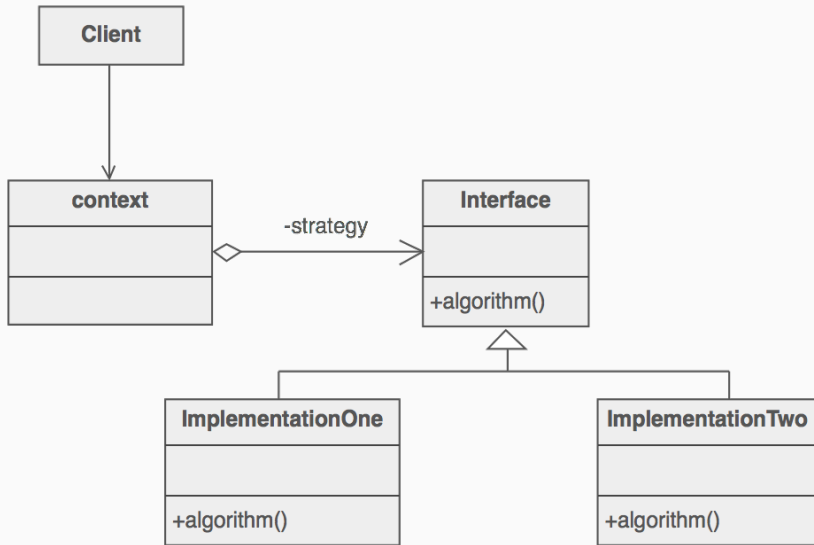 Client
context
-strategy
Interface
+algorithm()
ImplementationOne
+algorithm()
ImplementationTwo
+algorithm()